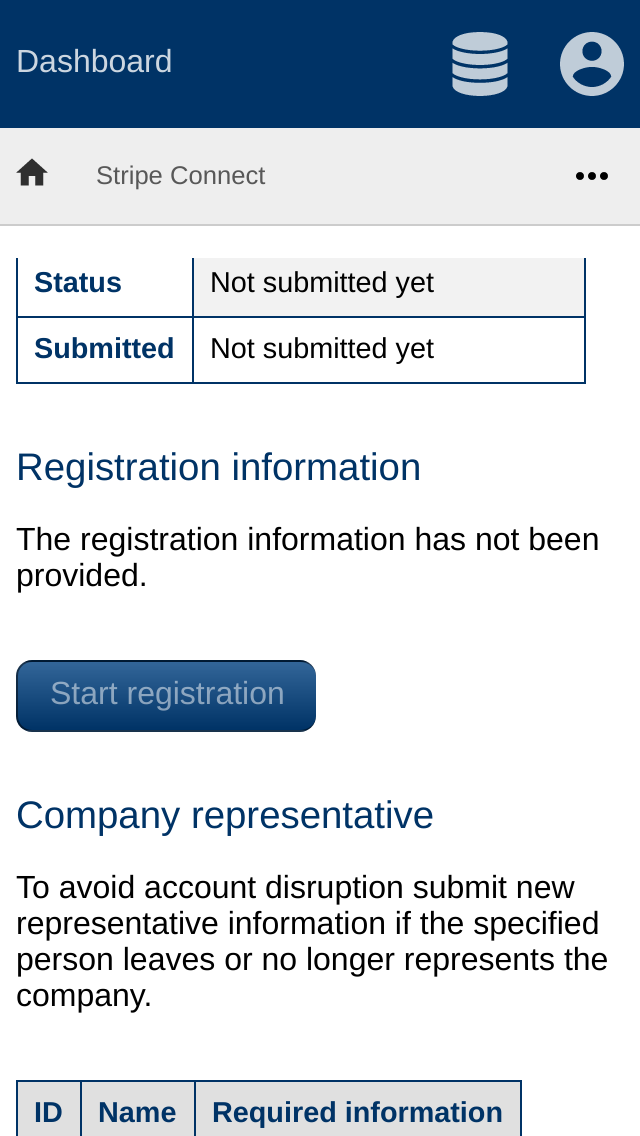 Dashboard
Stripe Connect
Status Not submitted yet
Submitted Not submitted yet
Registration information
The registration information has not been
provided.
Start registration
Company representative
To avoid account disruption submit new
representative information if the specified
person leaves or no longer represents the
company.
ID Name Required information